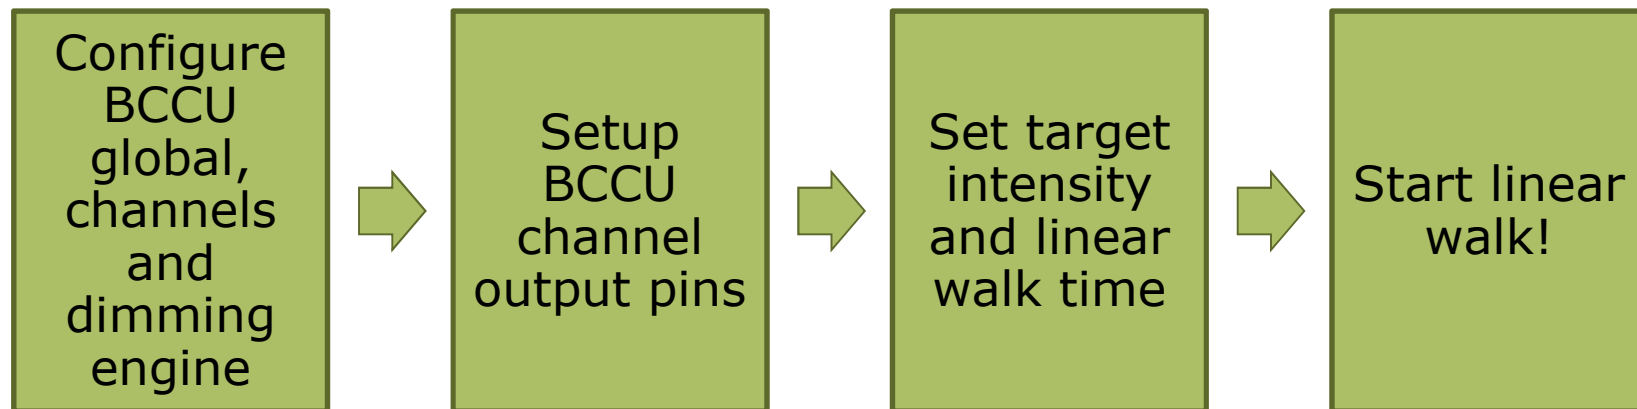 Configure
BCCU
global,
channels
and
dimming
engine
Setup
BCCU
channel
output pins
Set target
intensity
and linear
walk time
Start linear
walk!